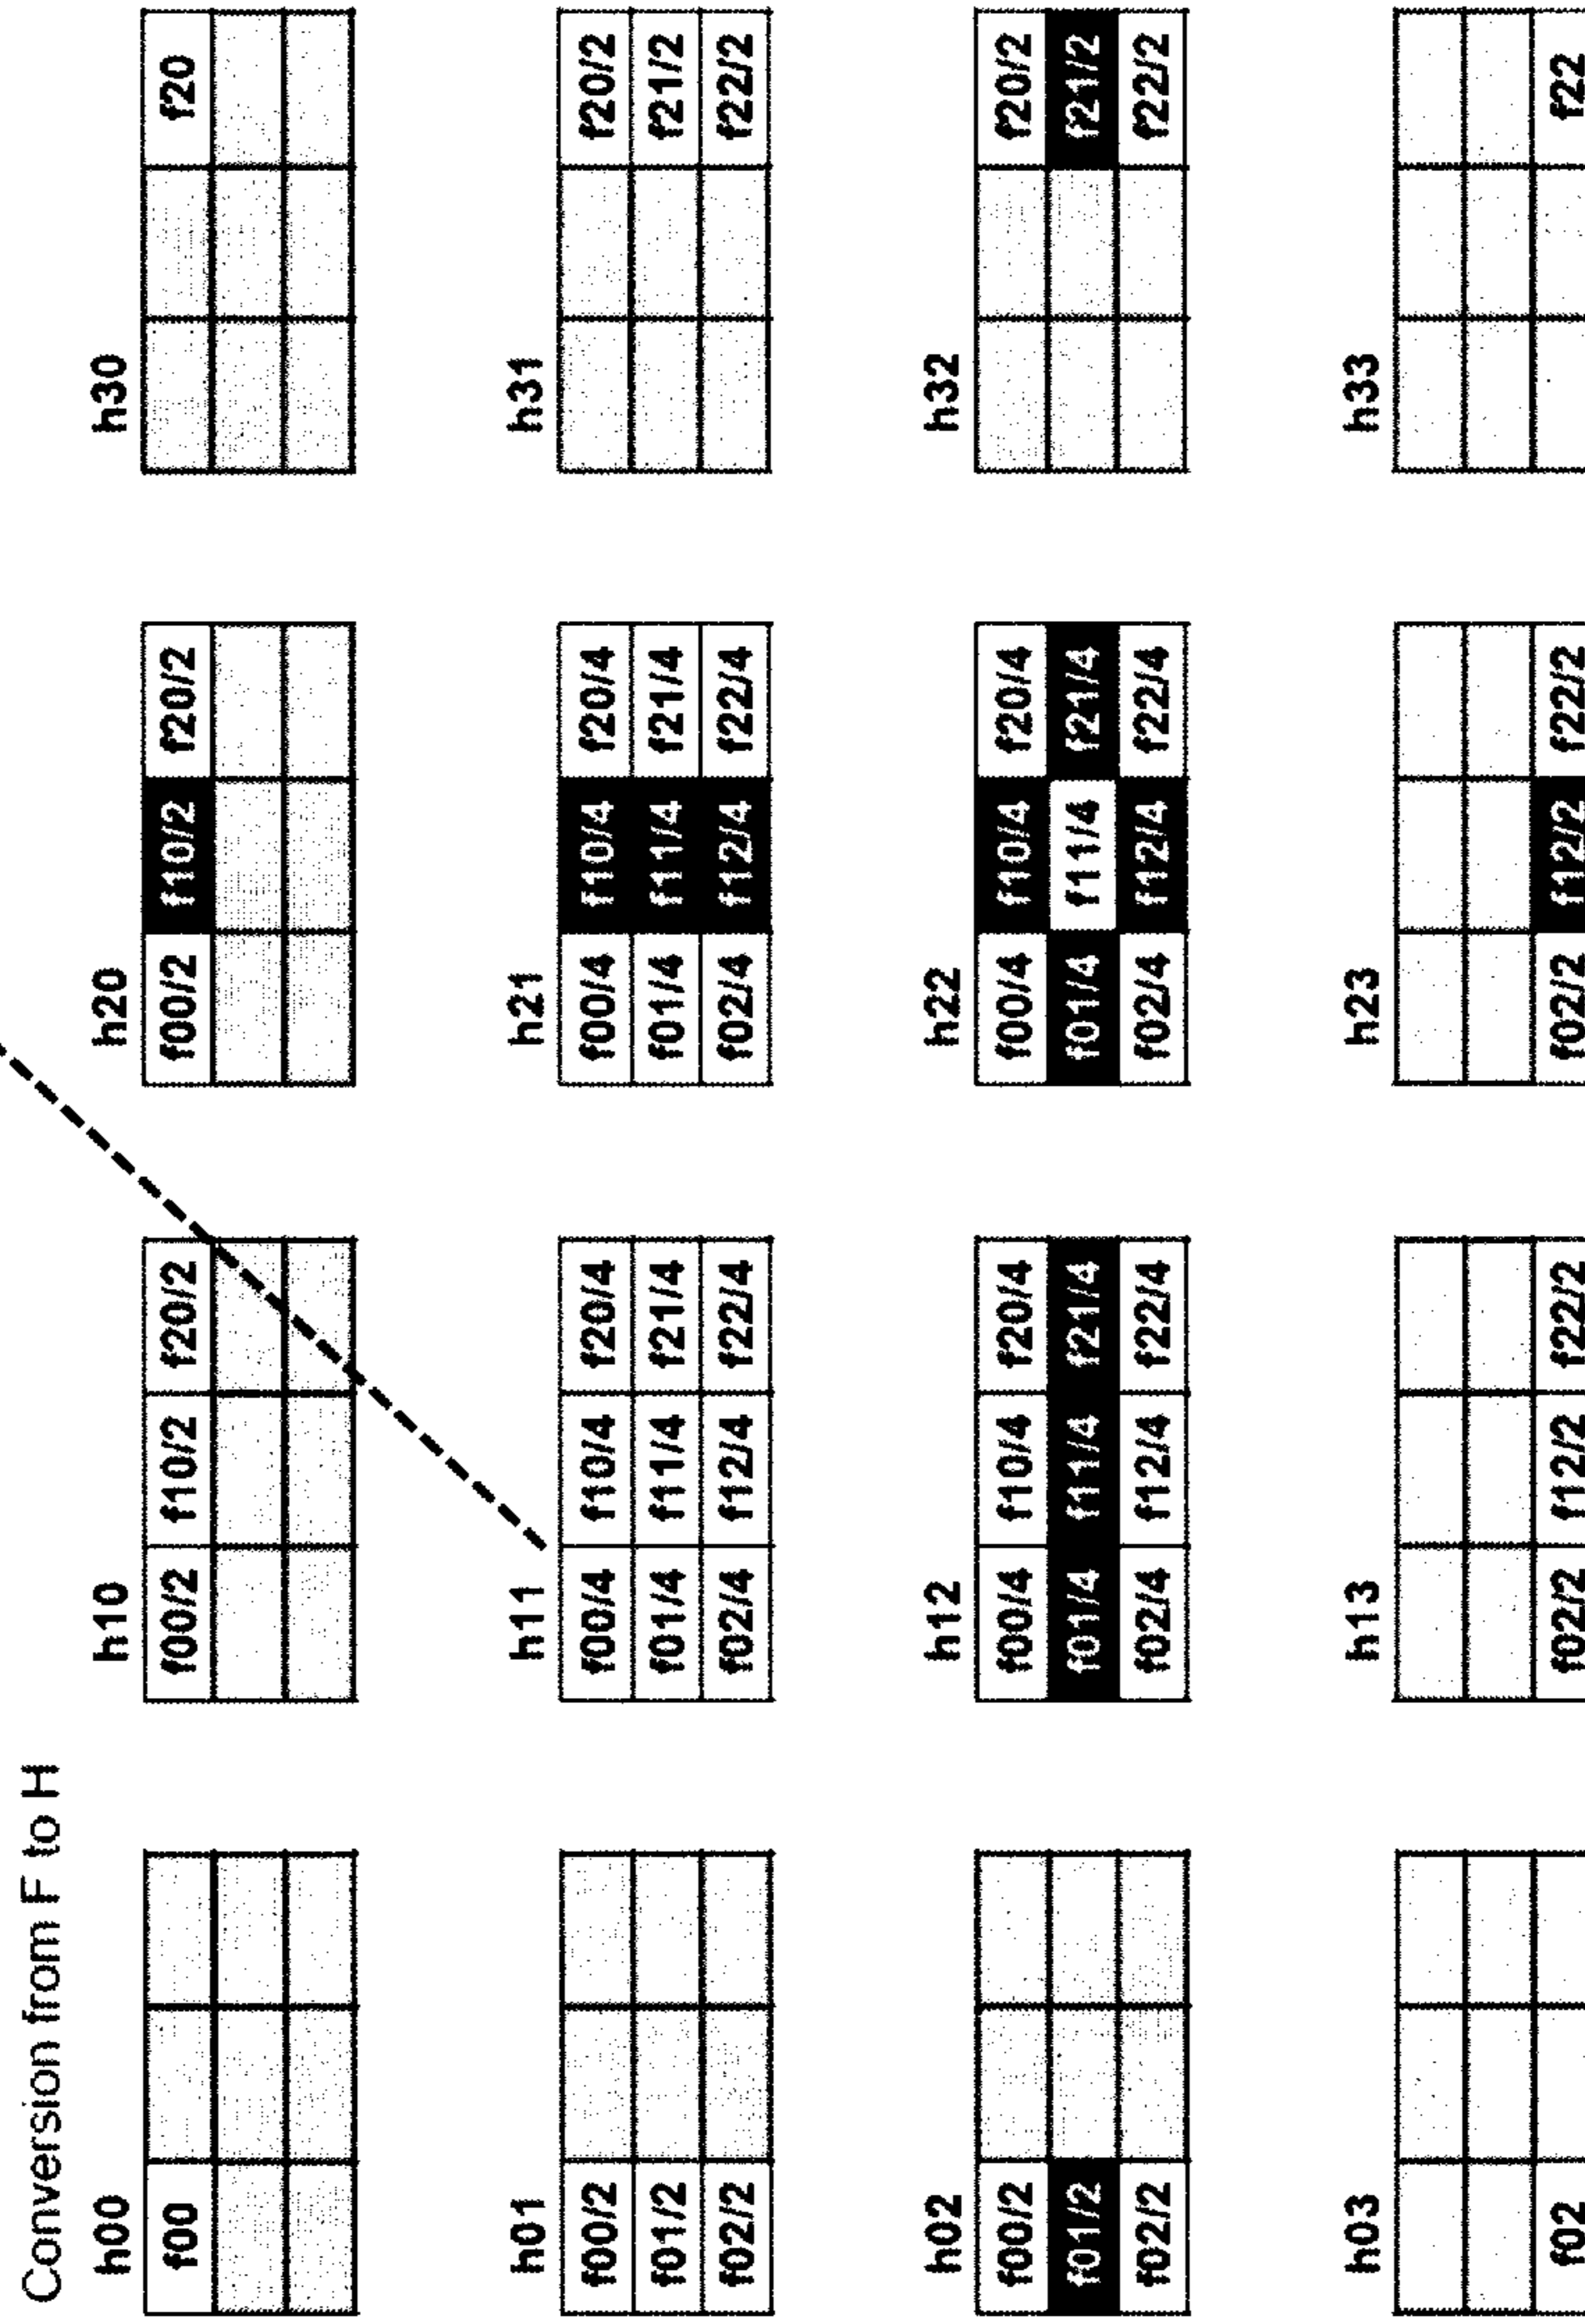 Conversion from F to H
h00 h10 h20 h30
f00 f00/2 f10/2 f20/2 f00/2 f10/2 f20/2 f20
h01 h11 h21 h31
f00/2 f00/4 f10/4 f20/4 f00/4 f10/4 f20/4 f20/2
f01/2 f01/4 f11/4 f21/4 f01/4 f11/4 f21/4 f21/2
f02/2 f02/4 f12/4 f22/4 f02/4 f12/4 f22/4 f22/2
h02 h12 h22 h32
f00/2 f00/4 f10/4 f20/4 f00/4 f10/4 f20/4 f20/2
f01/2 f01/4 f11/4 f21/4 f01/4 f11/4 f21/4 f21/2
f02/2 f02/4 f12/4 f22/4 f02/4 f12/4 f22/4 f22/2
h03 h13 h23 h33
f02 f02/2 f12/2 f22/2 f02/2 f12/2 f22/2 f22